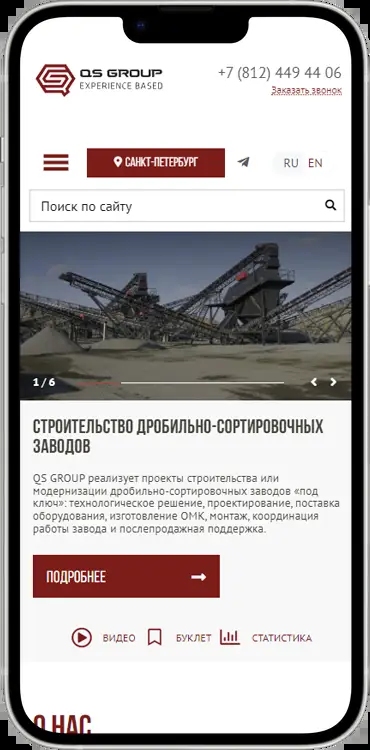 QS GROUP
EXPERIENCE BASED
+7 (812) 449 44 06
Заказать звонок
САНКТ-ПЕТЕРБУРГ
RU EN
Поиск по сайту
1 / 6
СТРОИТЕЛЬСТВО ДРОБИЛЬНО-СОРТИРОВОЧНЫХ
ЗАВОДОВ
QS GROUP реализует проекты строительства или
модернизации дробильно-сортировочных заводов «под
ключ»: технологическое решение, проектирование, поставка
оборудования, изготовление ОМК, монтаж, координация
работы завода и послепродажная поддержка.
ПОДРОБНЕЕ
ВИДЕО БУКЛЕТ СТАТИСТИКА
О НАС